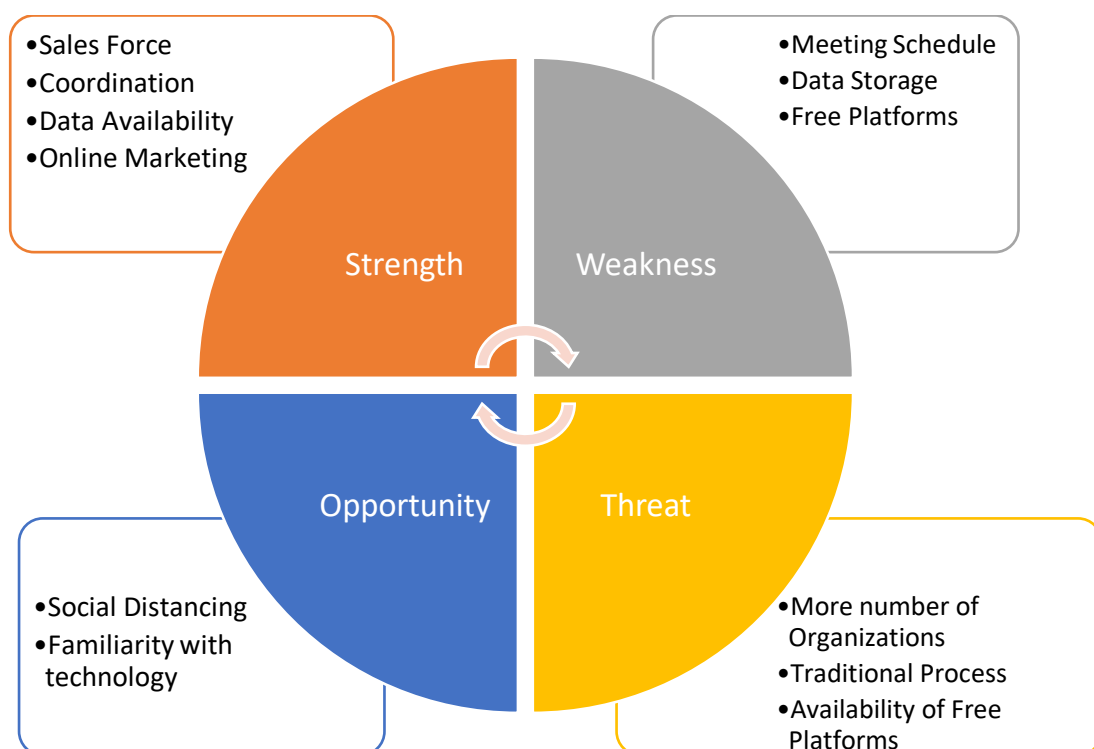 •Sales Force
•Coordination
•Data Availability
•Online Marketing
•Meeting Schedule
•Data Storage
•Free Platforms
Strength
Weakness
Opportunity
Threat
•Social Distancing
•Familiarity with
technology
•More number of
Organizations
•Traditional Process
•Availability of Free
Platforms